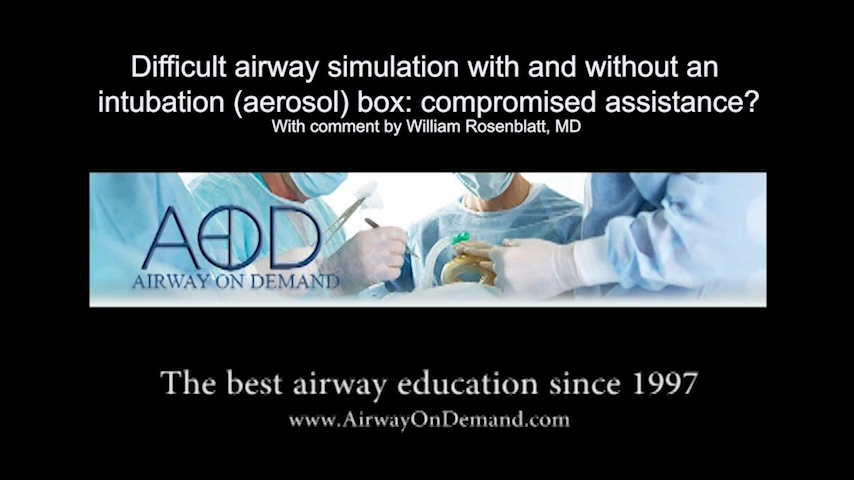 Difficult airway simulation with and without an
intubation (aerosol) box: compromised assistance?
With comment by William Rosenblatt, MD
AOD
AIRWAY ON DEMAND
The best airway education since 1997
www.AirwayOnDemand.com